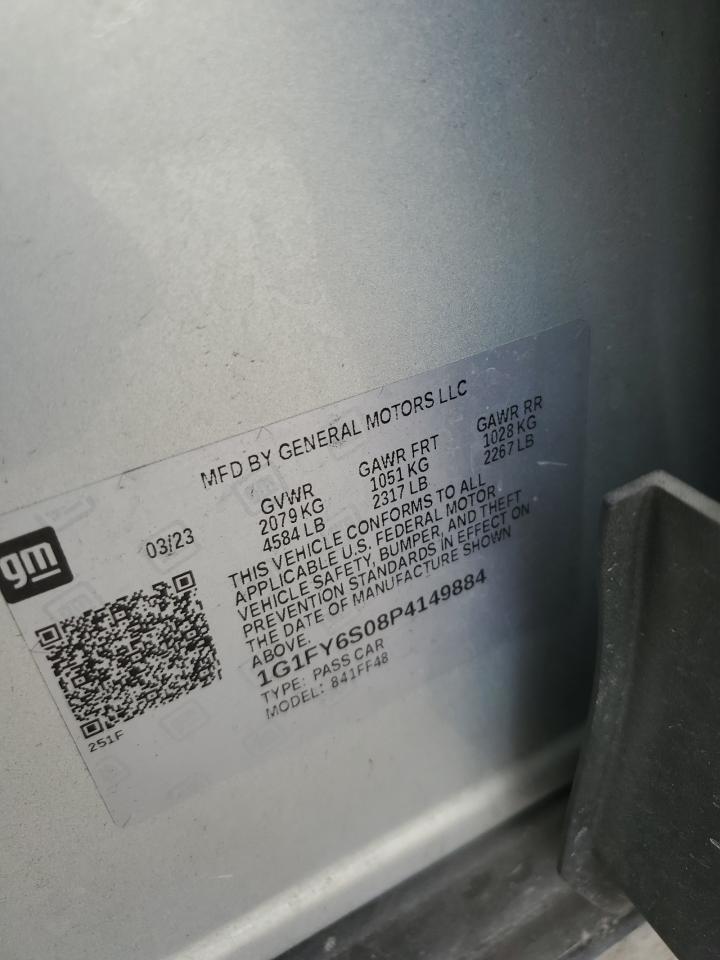 MFD BY GENERAL MOTORS LLC
gm
03/23
GVWR GAWR FRT GAWR RR
2079 KG 1051 KG 1028 KG
4584 LB 2317 LB 2267 LB
THIS VEHICLE CONFORMS TO ALL
APPLICABLE U.S. FEDERAL MOTOR
VEHICLE SAFETY, BUMPER, AND THEFT
PREVENTION STANDARDS IN EFFECT ON
THE DATE OF MANUFACTURE SHOWN
ABOVE.
1G1FY6S08P4149884
TYPE: PASS CAR
MODEL: 841FF48
251F